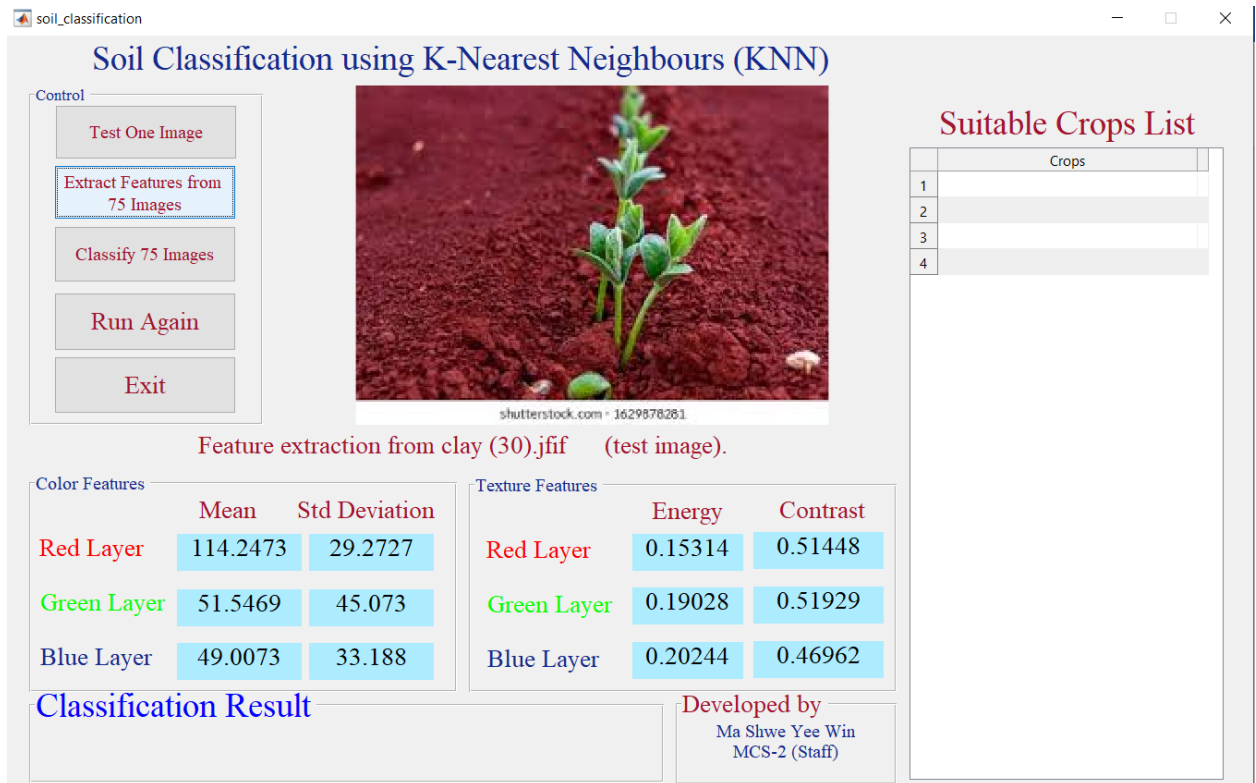 soil_classification
Soil Classification using K-Nearest Neighbours (KNN)
Control
Test One Image
Extract Features from
75 Images
Classify 75 Images
Run Again
Exit
shutterstock.com · 1629878281
Feature extraction from clay (30).jfif (test image).
Suitable Crops List
Crops
1
2
3
4
Color Features
Mean Std Deviation
Red Layer 114.2473 29.2727
Green Layer 51.5469 45.073
Blue Layer 49.0073 33.188
Texture Features
Energy Contrast
Red Layer 0.15314 0.51448
Green Layer 0.19028 0.51929
Blue Layer 0.20244 0.46962
Classification Result
Developed by
Ma Shwe Yee Win
MCS-2 (Staff)